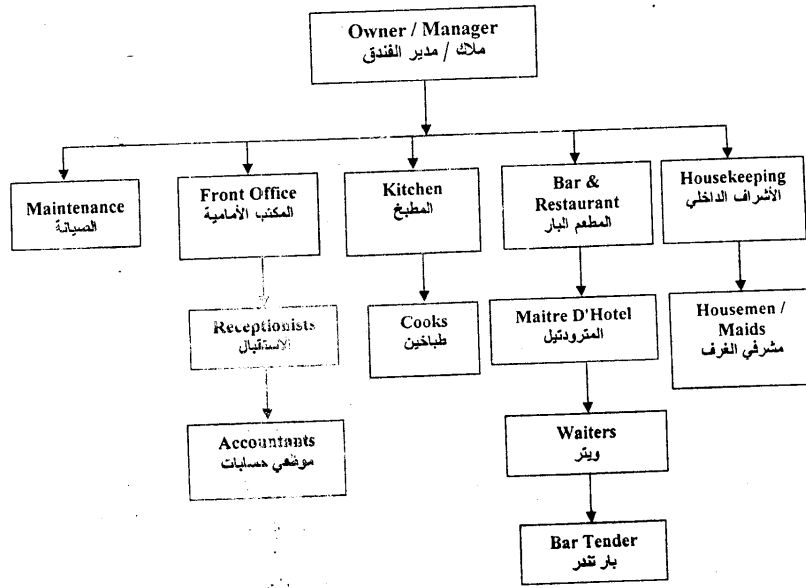 Owner / Manager
ملاك / مدير الفندق
Maintenance
الصيانة
Front Office
المكتب الأمامية
Kitchen
المطبخ
Bar &
Restaurant
المطعم البار
Housekeeping
الأشراف الداخلي
Receptionists
الاستقبال
Cooks
طباخين
Maitre D'Hotel
المترودتيل
Housemen /
Maids
مشرفي الغرف
Accountants
موظفي حسابات
Waiters
ويتر
Bar Tender
بار تندر